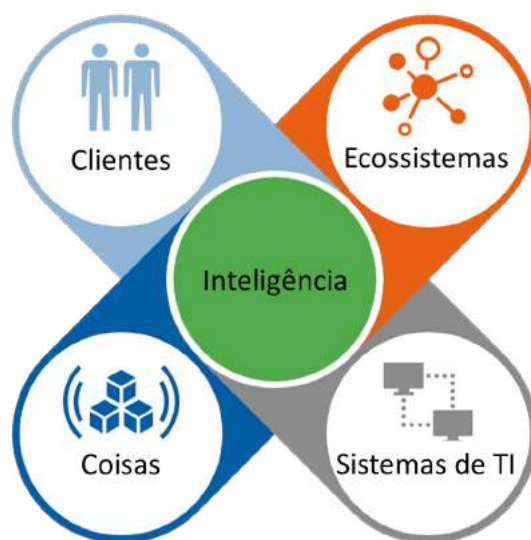 Clientes
Ecossistemas
Inteligência
Coisas
Sistemas de TI